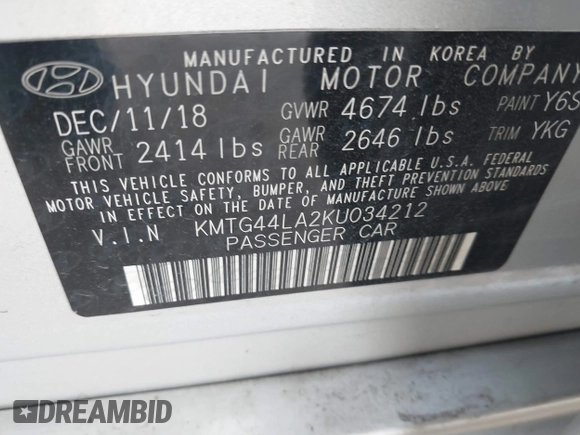 MANUFACTURED IN KOREA BY
HYUNDAI MOTOR COMPANY
DEC/11/18 GVWR 4674 lbs PAINT Y6S
GAWR FRONT 2414 lbs GAWR REAR 2646 lbs TRIM YKG
THIS VEHICLE CONFORMS TO ALL APPLICABLE U.S.A. FEDERAL
MOTOR VEHICLE SAFETY, BUMPER, AND THEFT PREVENTION STANDARDS
IN EFFECT ON THE DATE OF MANUFACTURE SHOWN ABOVE
V.I.N KMTG44LA2KU034212
PASSENGER CAR
DREAMBID